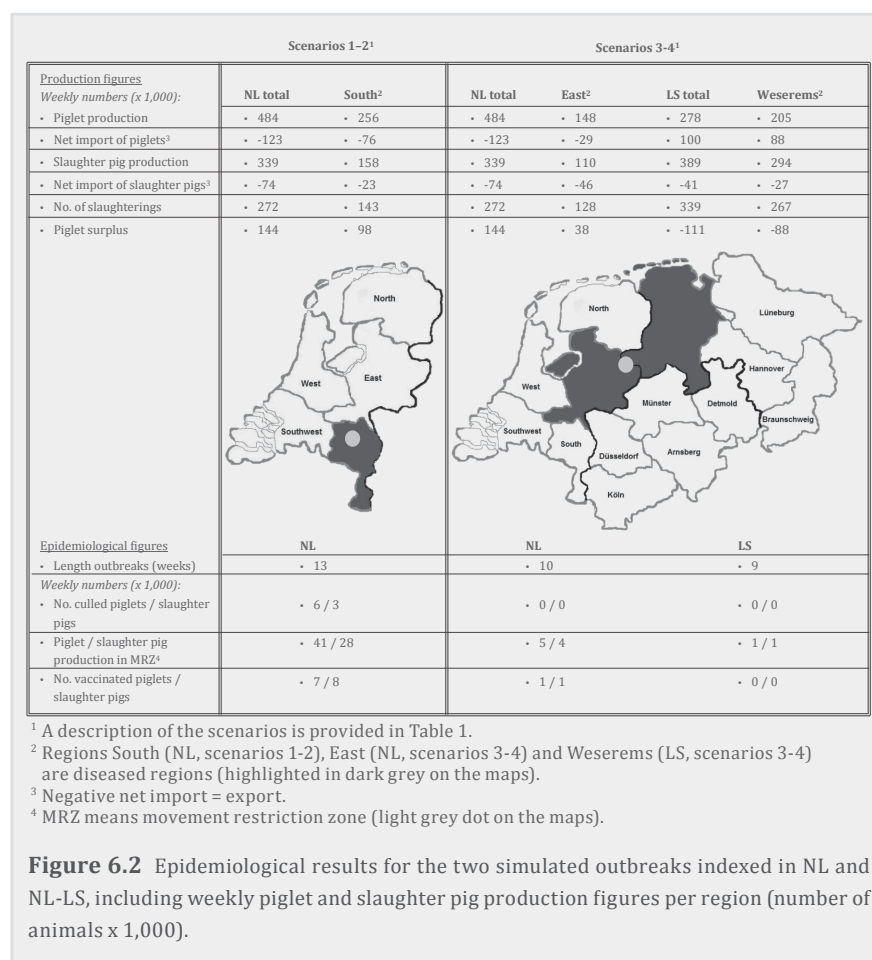 Scenarios 1–2¹ Scenarios 3-4¹
Production figures
Weekly numbers (x 1,000): NL total South² NL total East² LS total Weserems²
• Piglet production • 484 • 256 • 484 • 148 • 278 • 205
• Net import of piglets³ • -123 • -76 • -123 • -29 • 100 • 88
• Slaughter pig production • 339 • 158 • 339 • 110 • 389 • 294
• Net import of slaughter pigs³ • -74 • -23 • -74 • -46 • -41 • -27
• No. of slaughterings • 272 • 143 • 272 • 128 • 339 • 267
• Piglet surplus • 144 • 98 • 144 • 38 • -111 • -88
North
West
East
Southwest
North
Lüneburg
West
Hannover
Münster
Detmold
Braunschweig
Southwest
South
Düsseldorf
Arnsberg
Köln
Epidemiological figures NL NL LS
• Length outbreaks (weeks) • 13 • 10 • 9
Weekly numbers (x 1,000):
• No. culled piglets / slaughter • 6 / 3 • 0 / 0 • 0 / 0
pigs
• Piglet / slaughter pig • 41 / 28 • 5 / 4 • 1 / 1
production in MRZ⁴
• No. vaccinated piglets / • 7 / 8 • 1 / 1 • 0 / 0
slaughter pigs
¹ A description of the scenarios is provided in Table 1.
² Regions South (NL, scenarios 1-2), East (NL, scenarios 3-4) and Weserems (LS, scenarios 3-4)
are diseased regions (highlighted in dark grey on the maps).
³ Negative net import = export.
⁴ MRZ means movement restriction zone (light grey dot on the maps).
Figure 6.2 Epidemiological results for the two simulated outbreaks indexed in NL and
NL-LS, including weekly piglet and slaughter pig production figures per region (number of
animals x 1,000).